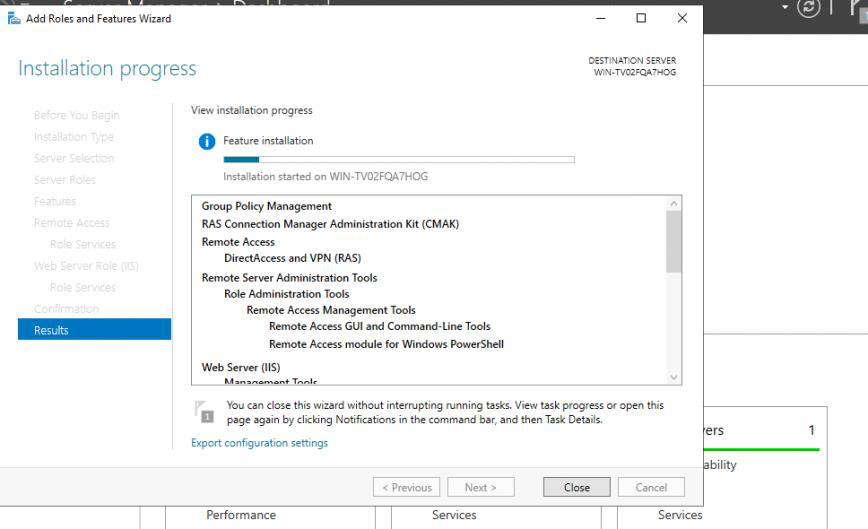 Add Roles and Features Wizard
Installation progress
DESTINATION SERVER
WIN-TV02FQA7HOG
Before You Begin
Installation Type
Server Selection
Server Roles
Features
Remote Access
Role Services
Web Server Role (IIS)
Role Services
Confirmation
Results
View installation progress
Feature installation
Installation started on WIN-TV02FQA7HOG
Group Policy Management
RAS Connection Manager Administration Kit (CMAK)
Remote Access
DirectAccess and VPN (RAS)
Remote Server Administration Tools
Role Administration Tools
Remote Access Management Tools
Remote Access GUI and Command-Line Tools
Remote Access module for Windows PowerShell
Web Server (IIS)
Management Tools
1
You can close this wizard without interrupting running tasks. View task progress or open this
page again by clicking Notifications in the command bar, and then Task Details.
Export configuration settings
< Previous
Next >
Close
Cancel
1
vers 1
ability
Performance
Services
Services